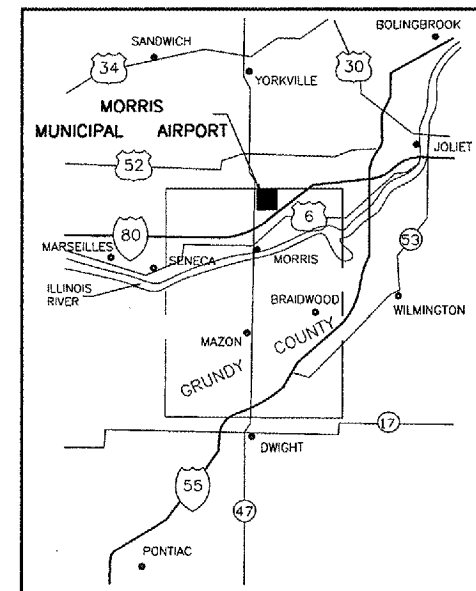 BOLINGBROOK
SANDWICH
34
30
YORKVILLE
MORRIS
MUNICIPAL AIRPORT
JOLIET
52
6
80
53
MARSEILLES
SENECA
MORRIS
ILLINOIS
RIVER
BRAIDWOOD
WILMINGTON
MAZON
GRUNDY COUNTY
17
DWIGHT
55
47
PONTIAC